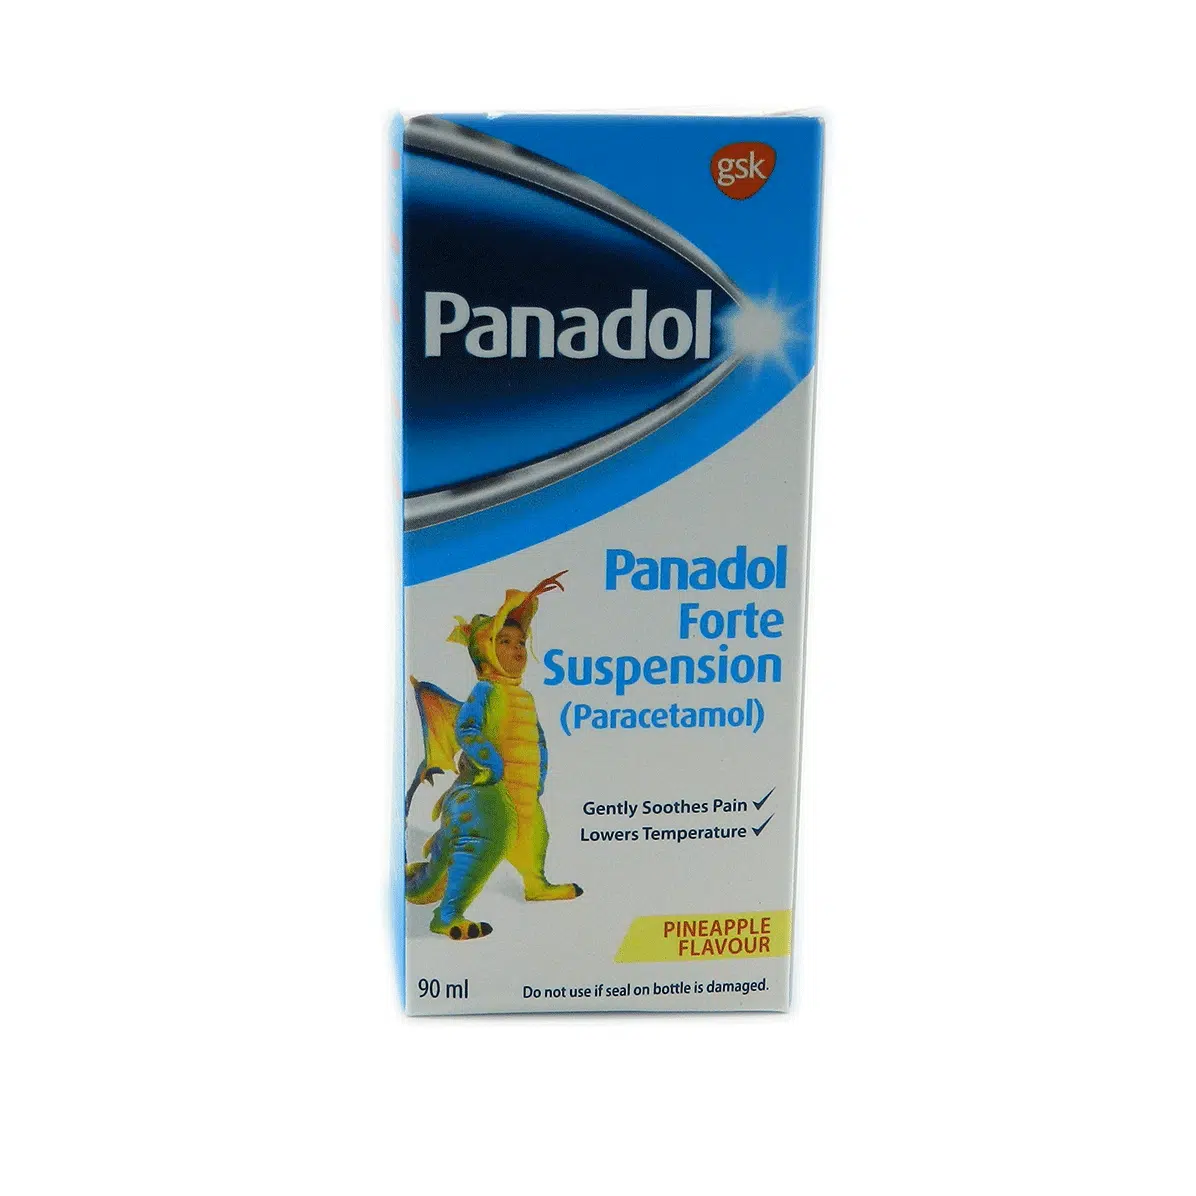 gsk
Panadol
Panadol
Forte
Suspension
(Paracetamol)
Gently Soothes Pain ✓
Lowers Temperature ✓
PINEAPPLE
FLAVOUR
90 ml
Do not use if seal on bottle is damaged.